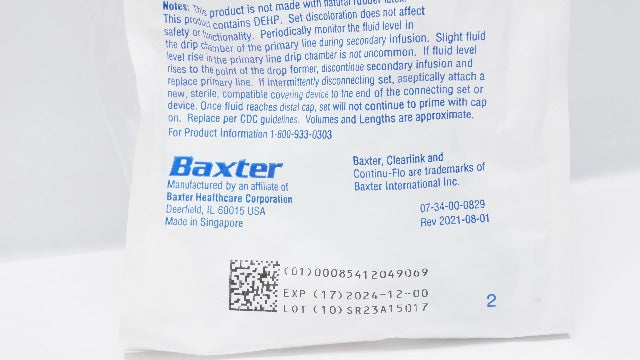 Notes: This product is not made with natural rubber latex.
This product contains DEHP. Set discoloration does not affect
safety or functionality. Periodically monitor the fluid level in
the drip chamber of the primary line during secondary infusion. Slight fluid
level rise in the primary line drip chamber is not uncommon. If fluid level
rises to the point of the drop former, discontinue secondary infusion and
replace primary line. If intermittently disconnecting set, aseptically attach a
new, sterile, compatible covering device to the end of the connecting set or
device. Once fluid reaches distal cap, set will not continue to prime with cap
on. Replace per CDC guidelines. Volumes and Lengths are approximate.
For Product Information 1-800-933-0303
Baxter
Manufactured by an affiliate of
Baxter Healthcare Corporation
Deerfield, IL 60015 USA
Made in Singapore
Baxter, Clearlink and
Continu-Flo are trademarks of
Baxter International Inc.
07-34-00-0829
Rev 2021-08-01
(01)00085412049069
EXP (17)2024-12-00
LOT (10)SR23A15017
2